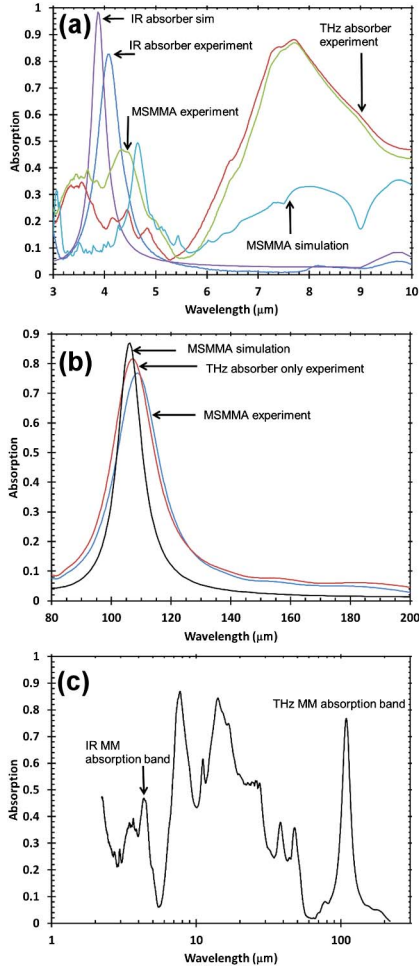 (a)
IR absorber sim
IR absorber experiment
MSMMA experiment
THz absorber
experiment
MSMMA simulation
Absorption
1
0.9
0.8
0.7
0.6
0.5
0.4
0.3
0.2
0.1
0
3 4 5 6 7 8 9 10
Wavelength (μm)
(b)
MSMMA simulation
THz absorber only experiment
MSMMA experiment
Absorption
0.9
0.8
0.7
0.6
0.5
0.4
0.3
0.2
0.1
0
80 100 120 140 160 180 200
Wavelength (μm)
(c)
IR MM
absorption band
THz MM absorption band
Absorption
1
0.9
0.8
0.7
0.6
0.5
0.4
0.3
0.2
0.1
0
1 10 100
Wavelength (μm)